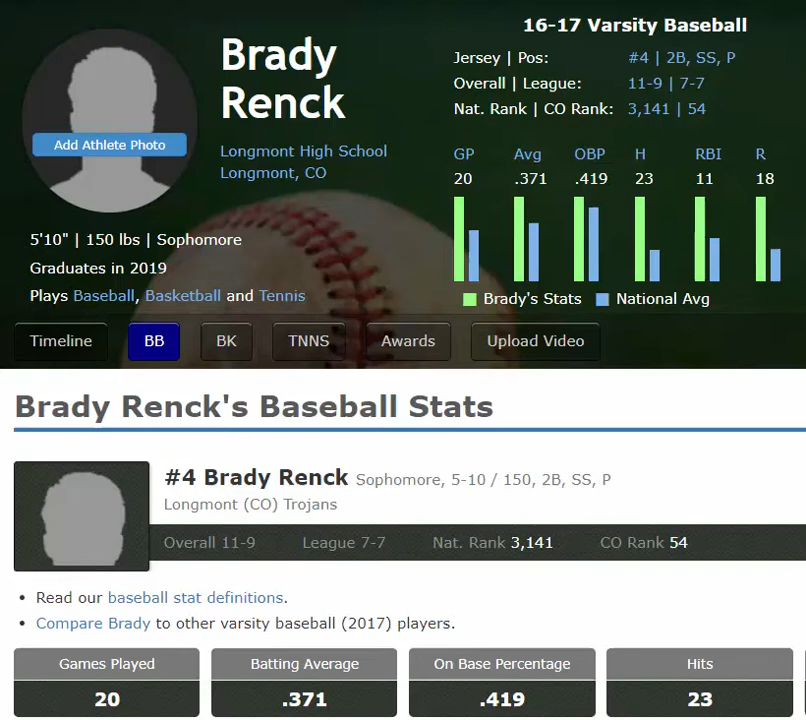 16-17 Varsity Baseball
Brady
Renck
Jersey | Pos: #4 | 2B, SS, P
Overall | League: 11-9 | 7-7
Nat. Rank | CO Rank: 3,141 | 54
Add Athlete Photo
Longmont High School
Longmont, CO
GP Avg OBP H RBI R
20 .371 .419 23 11 18
5'10" | 150 lbs | Sophomore
Graduates in 2019
Plays Baseball, Basketball and Tennis
Brady's Stats National Avg
Timeline BB BK TNNS Awards Upload Video
Brady Renck's Baseball Stats
#4 Brady Renck Sophomore, 5-10 / 150, 2B, SS, P
Longmont (CO) Trojans
Overall 11-9 League 7-7 Nat. Rank 3,141 CO Rank 54
• Read our baseball stat definitions.
• Compare Brady to other varsity baseball (2017) players.
Games Played Batting Average On Base Percentage Hits
20 .371 .419 23